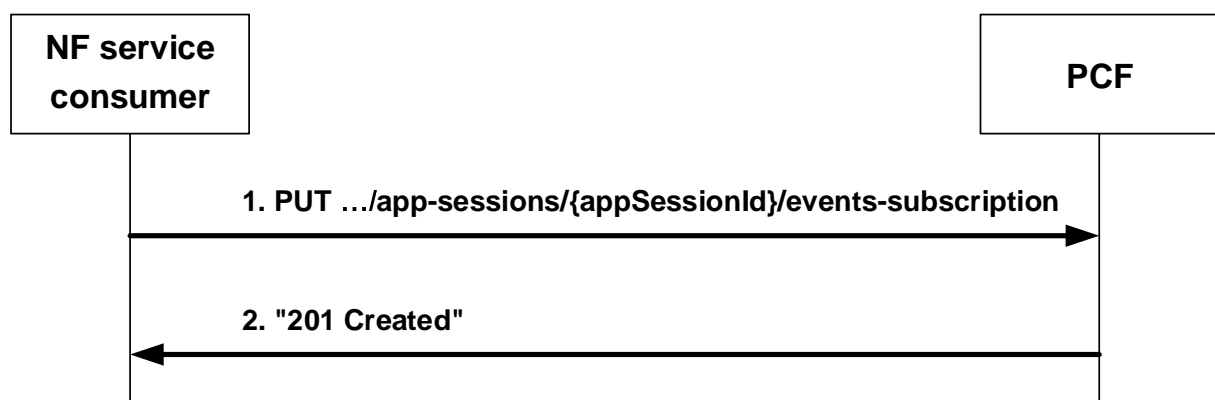 NF service
consumer
PCF
1. PUT …/app-sessions/{appSessionId}/events-subscription
2. "201 Created"